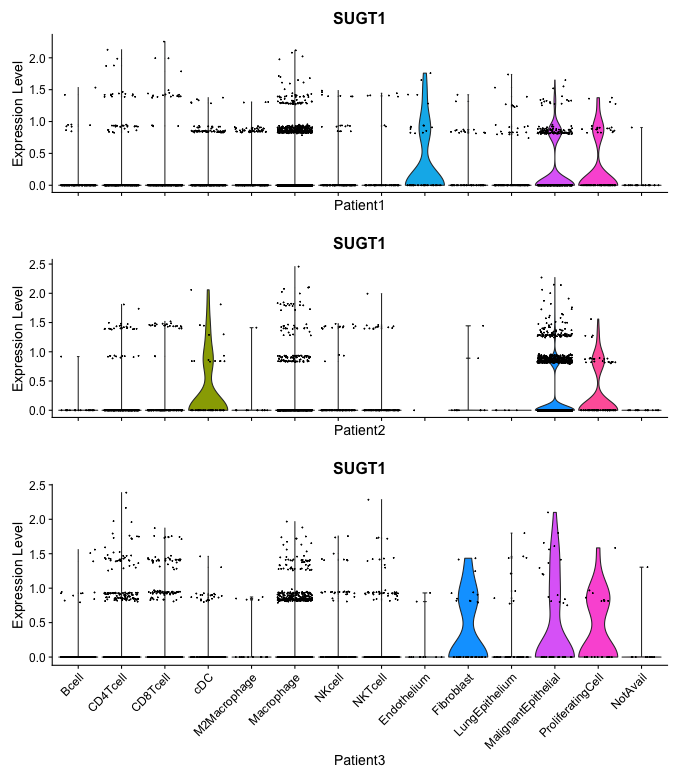 SUGT1
Expression Level
2.0
1.5
1.0
0.5
0.0
Patient1
SUGT1
Expression Level
2.5
2.0
1.5
1.0
0.5
0.0
Patient2
SUGT1
Expression Level
2.5
2.0
1.5
1.0
0.5
0.0
Bcell
CD4Tcell
CD8Tcell
cDC
M2Macrophage
Macrophage
NKcell
NKTcell
Endothelium
Fibroblast
LungEpithelium
MalignantEpithelial
ProliferatingCell
NotAvail
Patient3